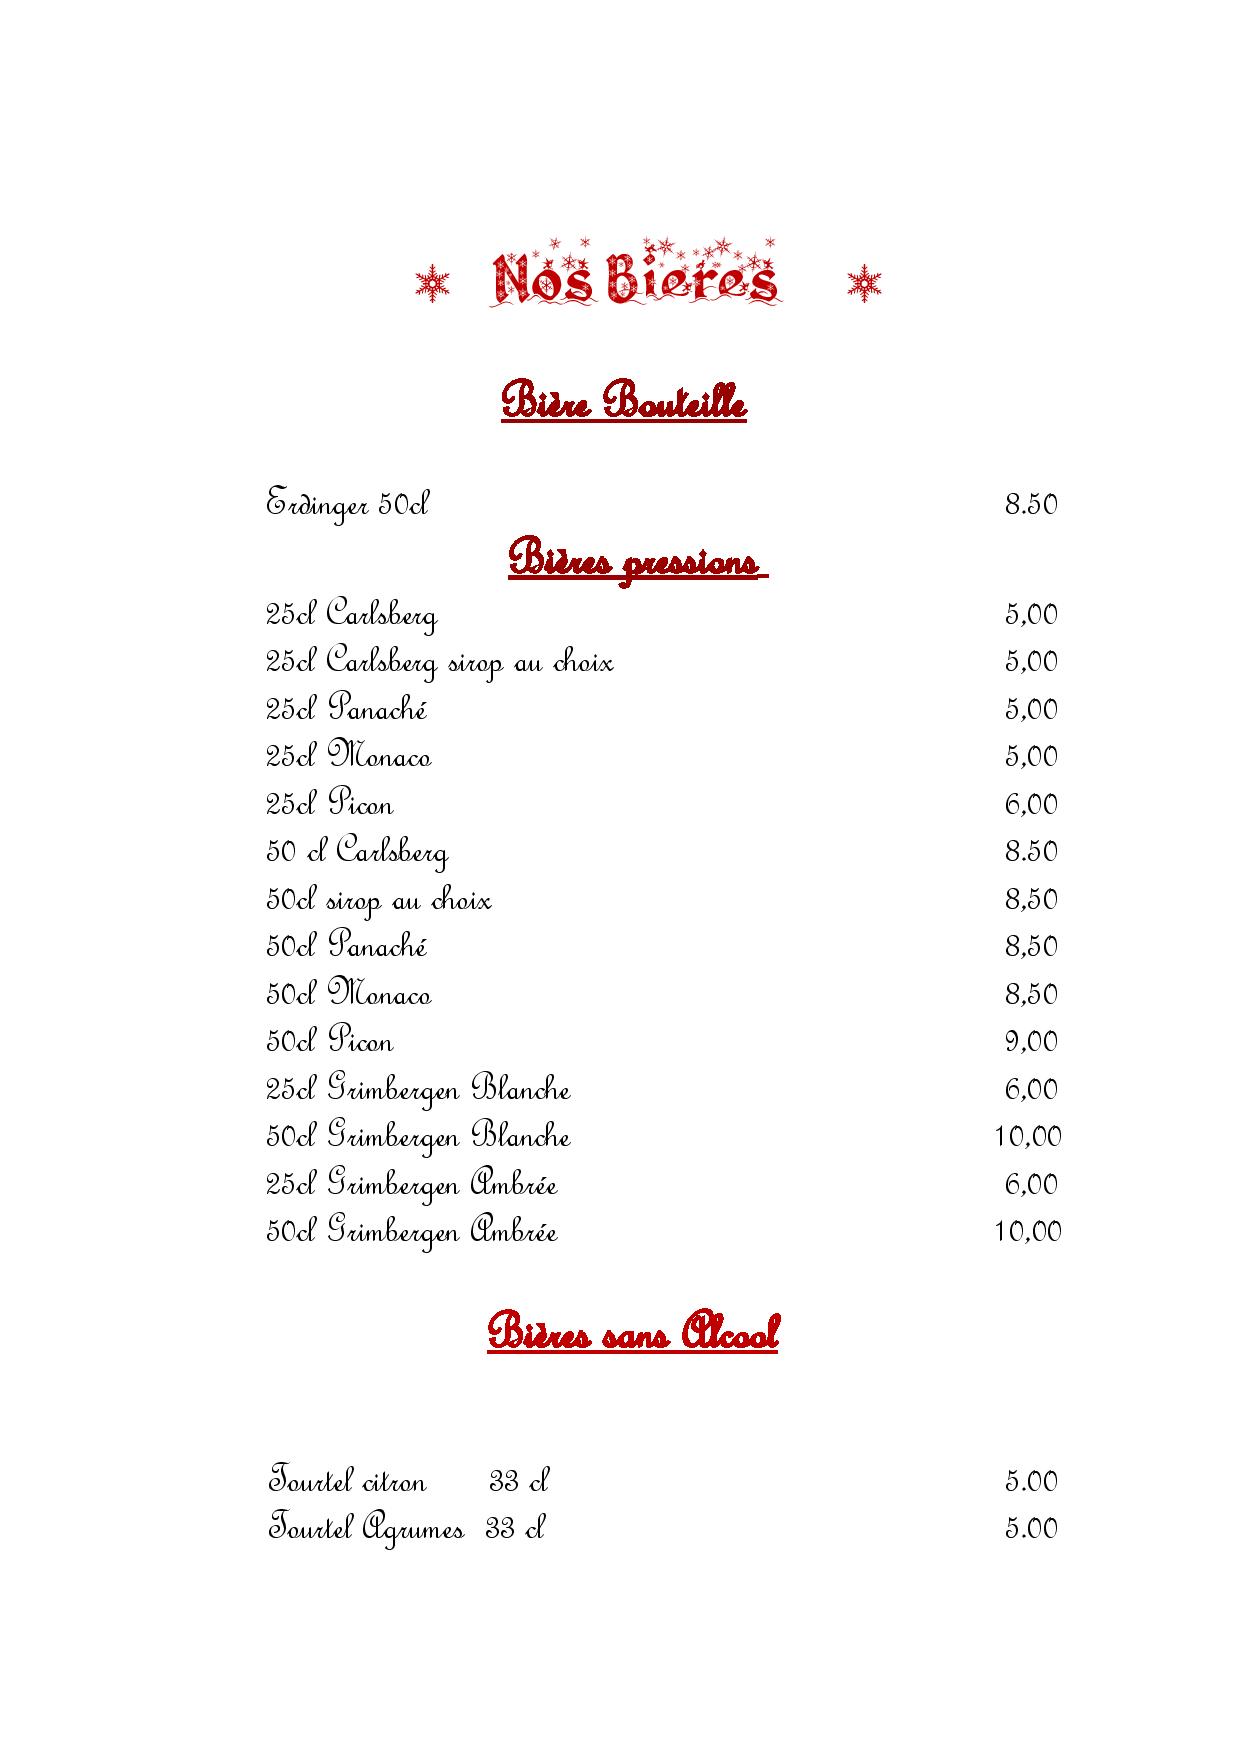 Nos Bieres
Bière Bouteille
Erdinger 50cl 8.50
Bières pressions
25cl Carlsberg 5,00
25cl Carlsberg sirop au choix 5,00
25cl Panaché 5,00
25cl Monaco 5,00
25cl Picon 6,00
50 cl Carlsberg 8.50
50cl sirop au choix 8,50
50cl Panaché 8,50
50cl Monaco 8,50
50cl Picon 9,00
25cl Grimbergen Blanche 6,00
50cl Grimbergen Blanche 10,00
25cl Grimbergen Ambrée 6,00
50cl Grimbergen Ambrée 10,00
Bières sans Alcool
Tourtel citron 33 cl 5.00
Tourtel Agrumes 33 cl 5.00